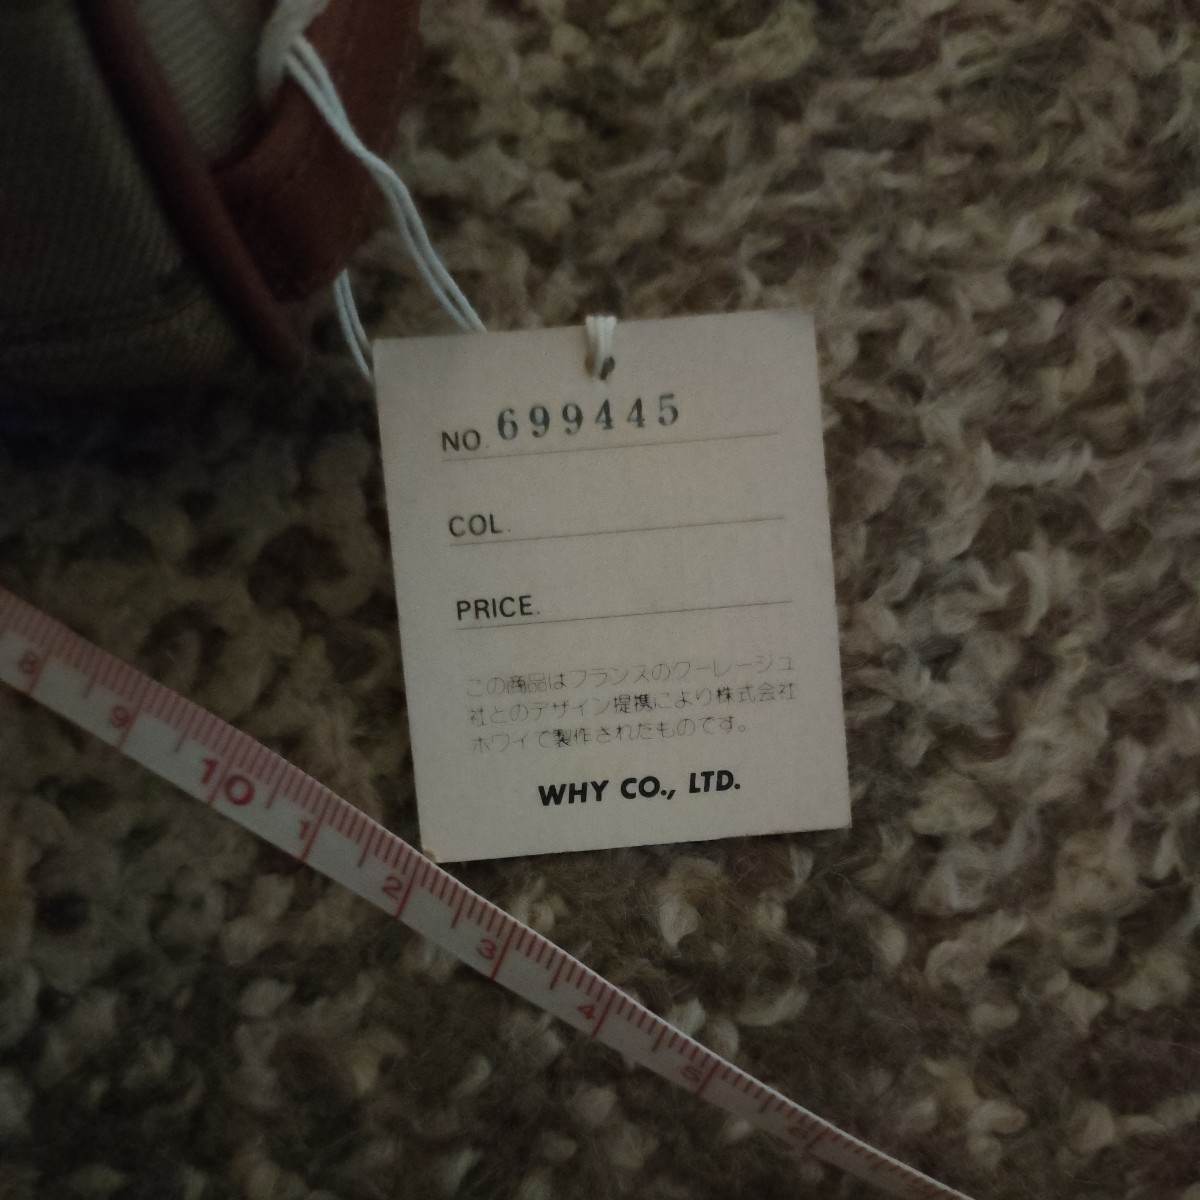 NO. 699445
COL.
PRICE.
この商品はフランスのクーレージュ
社とのデザイン提携により株式会社
ホワイで製作されたものです。
WHY CO., LTD.
8 9 10 1 2 3 4 5